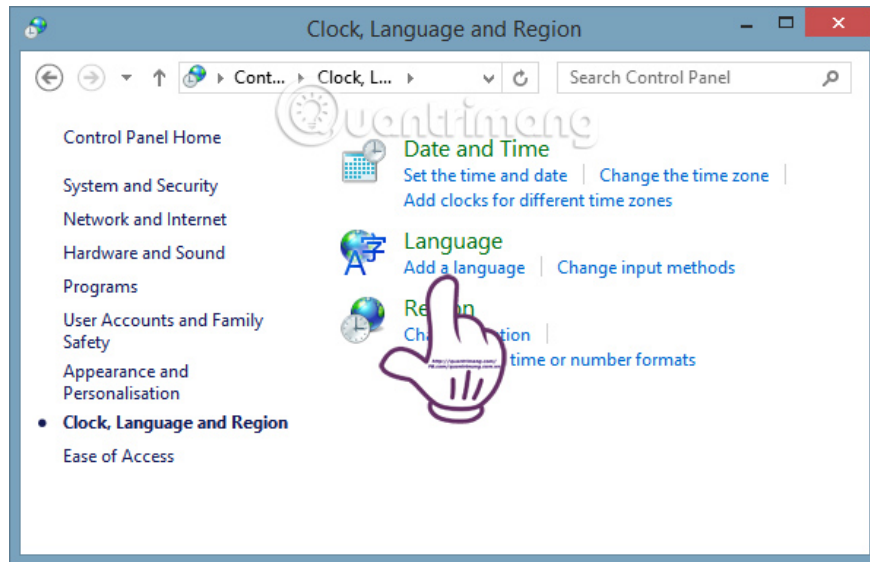 Clock, Language and Region
Cont... Clock, L... Search Control Panel
Quantrimang
Control Panel Home
System and Security
Network and Internet
Hardware and Sound
Programs
User Accounts and Family
Safety
Appearance and
Personalisation
Clock, Language and Region
Ease of Access
Date and Time
Set the time and date Change the time zone
Add clocks for different time zones
Language
Add a language Change input methods
time or number formats